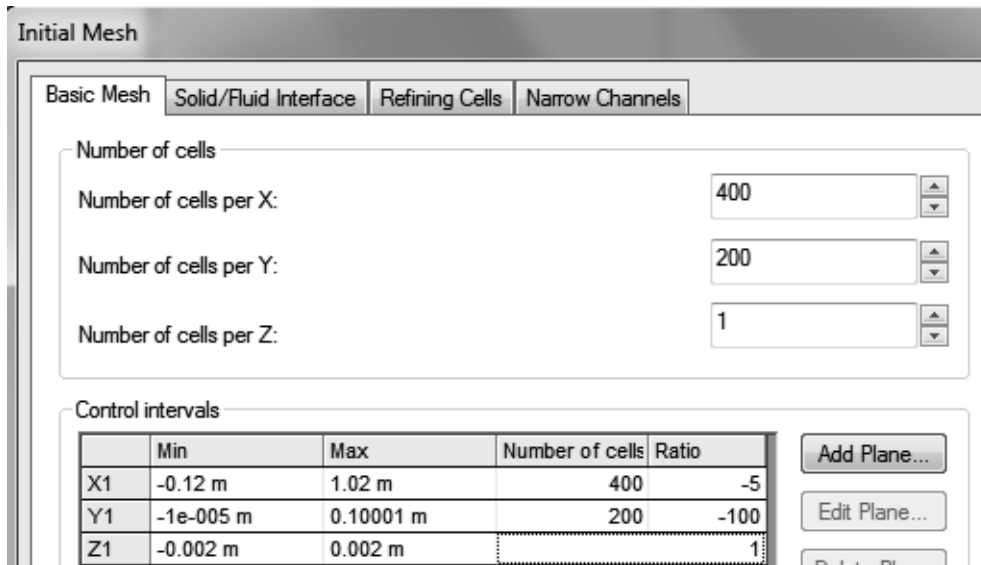 Initial Mesh
Basic Mesh Solid/Fluid Interface Refining Cells Narrow Channels
Number of cells
Number of cells per X: 400
Number of cells per Y: 200
Number of cells per Z: 1
Control intervals
Min Max Number of cells Ratio Add Plane...
X1 -0.12 m 1.02 m 400 -5
Y1 -1e-005 m 0.10001 m 200 -100 Edit Plane...
Z1 -0.002 m 0.002 m 1